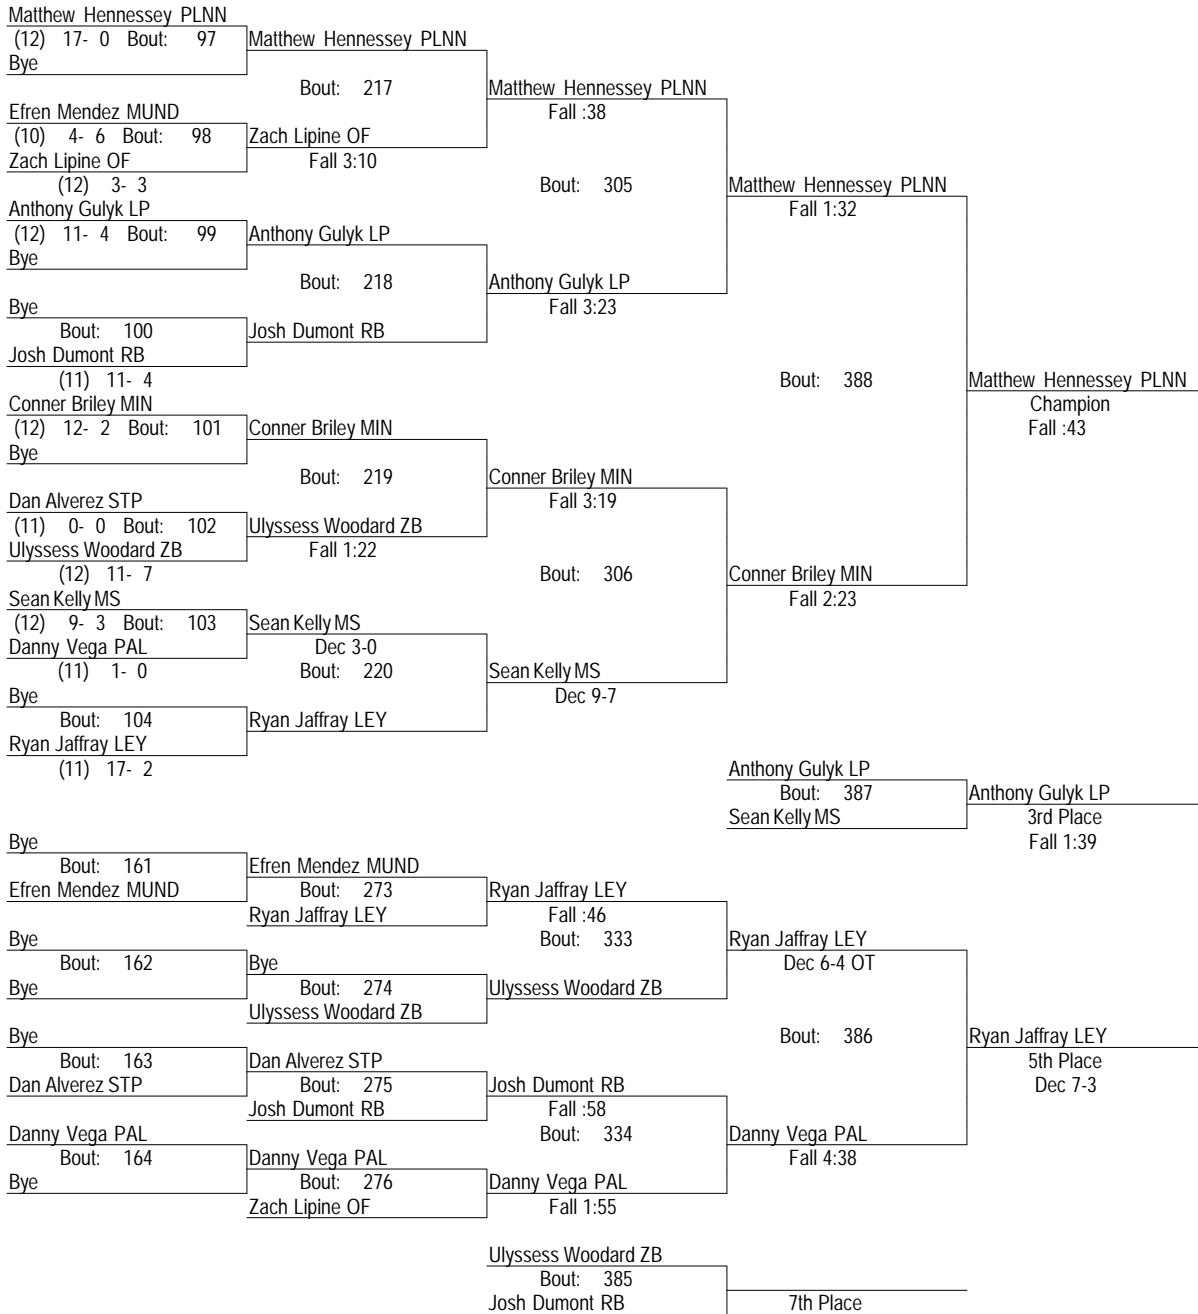 Matthew Hennessey PLNN
(12) 17- 0 Bout: 97 Matthew Hennessey PLNN
Bye
Bout: 217 Matthew Hennessey PLNN
Efren Mendez MUND Fall :38
(10) 4- 6 Bout: 98 Zach Lipine OF
Zach Lipine OF Fall 3:10
(12) 3- 3 Bout: 305 Matthew Hennessey PLNN
Anthony Gulyk LP Fall 1:32
(12) 11- 4 Bout: 99 Anthony Gulyk LP
Bye
Bout: 218 Anthony Gulyk LP
Bye Fall 3:23
Bout: 100 Josh Dumont RB
Josh Dumont RB
(11) 11- 4 Bout: 388 Matthew Hennessey PLNN
Conner Briley MIN Champion
(12) 12- 2 Bout: 101 Conner Briley MIN Fall :43
Bye
Bout: 219 Conner Briley MIN
Dan Alverez STP Fall 3:19
(11) 0- 0 Bout: 102 Ulyssess Woodard ZB
Ulyssess Woodard ZB Fall 1:22
(12) 11- 7 Bout: 306 Conner Briley MIN
Sean Kelly MS Fall 2:23
(12) 9- 3 Bout: 103 Sean Kelly MS
Danny Vega PAL Dec 3-0
(11) 1- 0 Bout: 220 Sean Kelly MS
Bye Dec 9-7
Bout: 104 Ryan Jaffray LEY
Ryan Jaffray LEY
(11) 17- 2 Anthony Gulyk LP
Bout: 387 Anthony Gulyk LP
Sean Kelly MS 3rd Place
Bye Fall 1:39
Bout: 161 Efren Mendez MUND
Efren Mendez MUND Bout: 273 Ryan Jaffray LEY
Ryan Jaffray LEY Fall :46
Bye Bout: 333 Ryan Jaffray LEY
Bout: 162 Bye Dec 6-4 OT
Bye Bout: 274 Ulyssess Woodard ZB
Ulyssess Woodard ZB
Bye Bout: 386 Ryan Jaffray LEY
Bout: 163 Dan Alverez STP 5th Place
Dan Alverez STP Bout: 275 Josh Dumont RB Dec 7-3
Josh Dumont RB Fall :58
Danny Vega PAL Bout: 334 Danny Vega PAL
Bout: 164 Danny Vega PAL Fall 4:38
Bye Bout: 276 Danny Vega PAL
Zach Lipine OF Fall 1:55
Ulyssess Woodard ZB
Bout: 385
Josh Dumont RB 7th Place